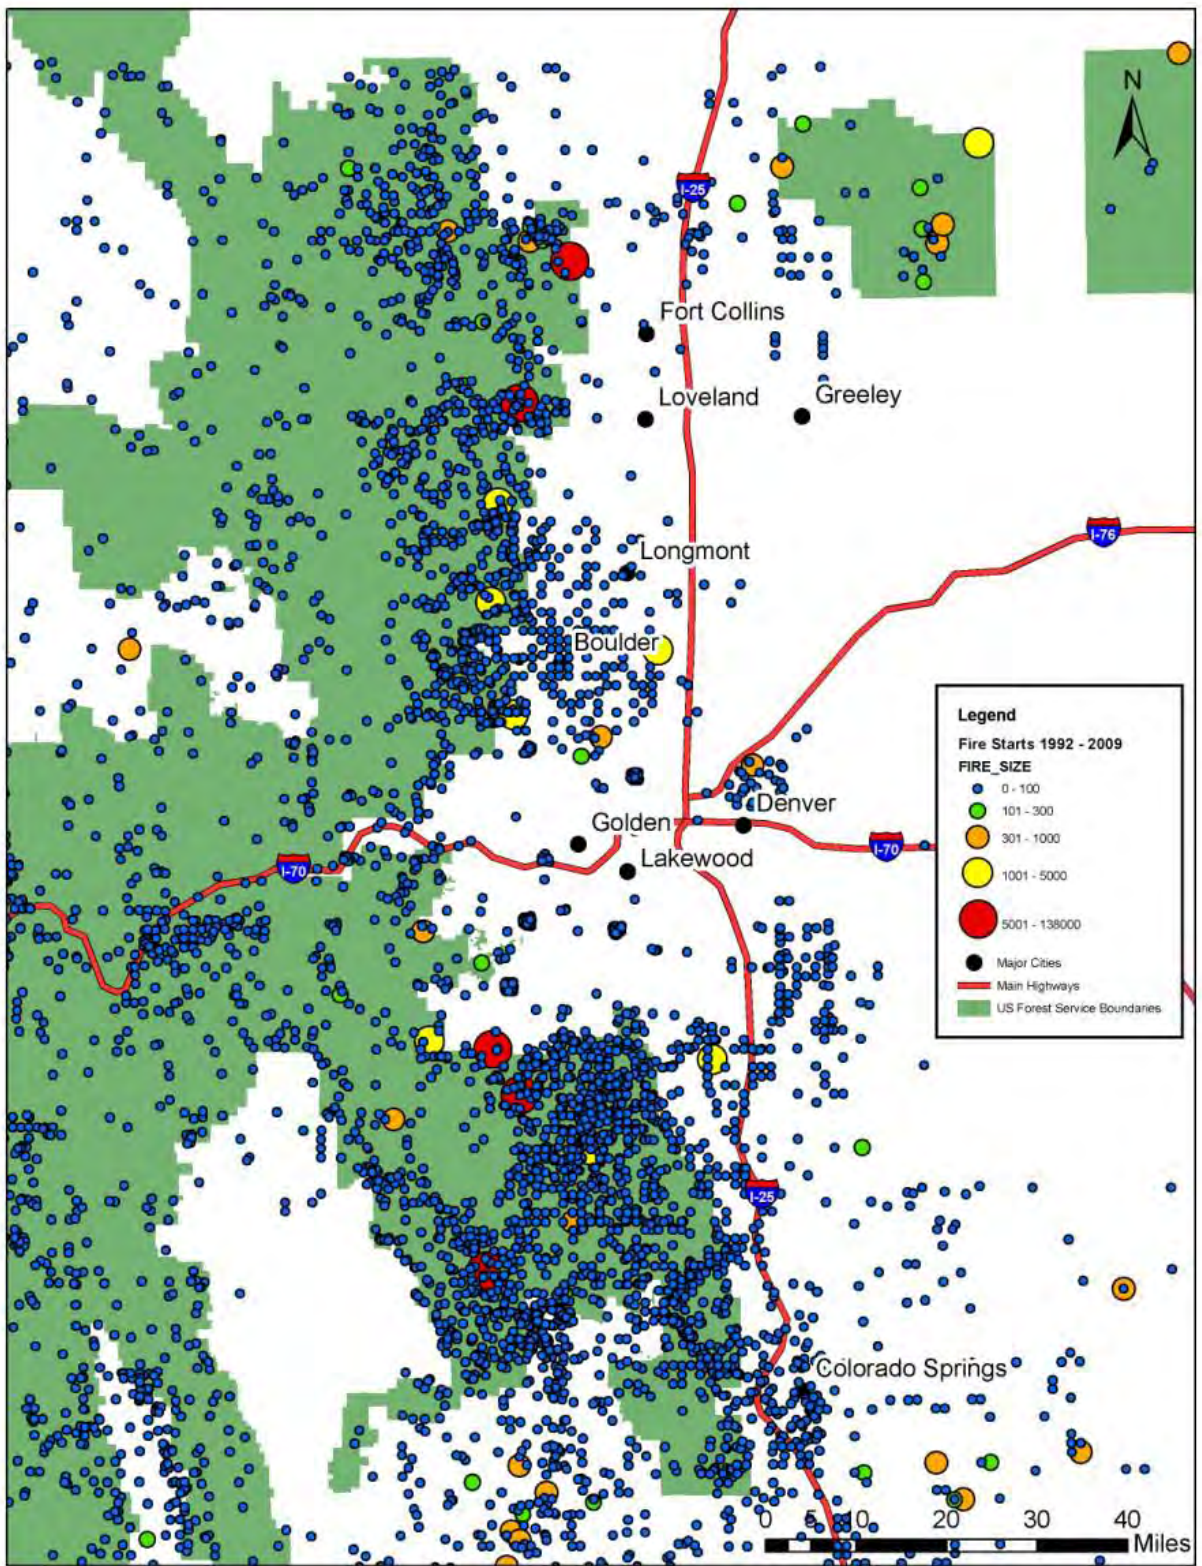 N
I-25
Fort Collins
Loveland
Greeley
I-76
Longmont
Boulder
Legend
Fire Starts 1992 - 2009
FIRE_SIZE
0 - 100
101 - 300
301 - 1000
1001 - 5000
5001 - 138000
Major Cities
Main Highways
US Forest Service Boundaries
Denver
Golden
I-70
Lakewood
I-70
I-25
Colorado Springs
0 5 10 20 30 40
Miles